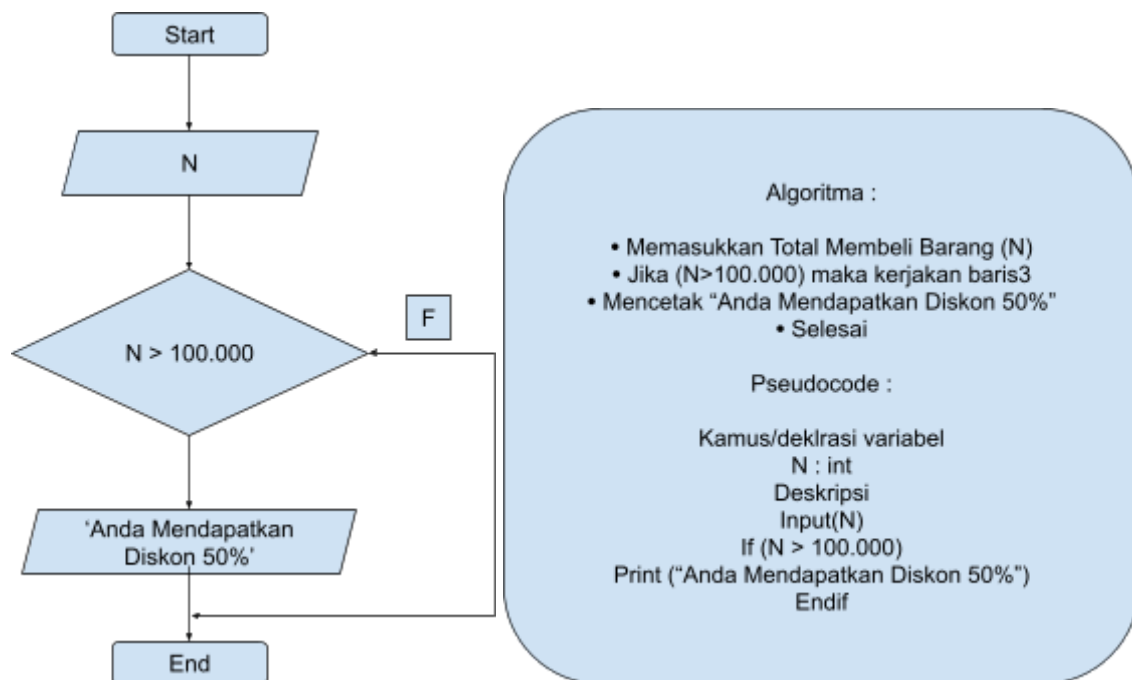 Start
N
N > 100.000
F
‘Anda Mendapatkan
Diskon 50%’
End
Algoritma :
• Memasukkan Total Membeli Barang (N)
• Jika (N>100.000) maka kerjakan baris3
• Mencetak “Anda Mendapatkan Diskon 50%”
• Selesai
Pseudocode :
Kamus/deklrasi variabel
N : int
Deskripsi
Input(N)
If (N > 100.000)
Print (“Anda Mendapatkan Diskon 50%”)
Endif